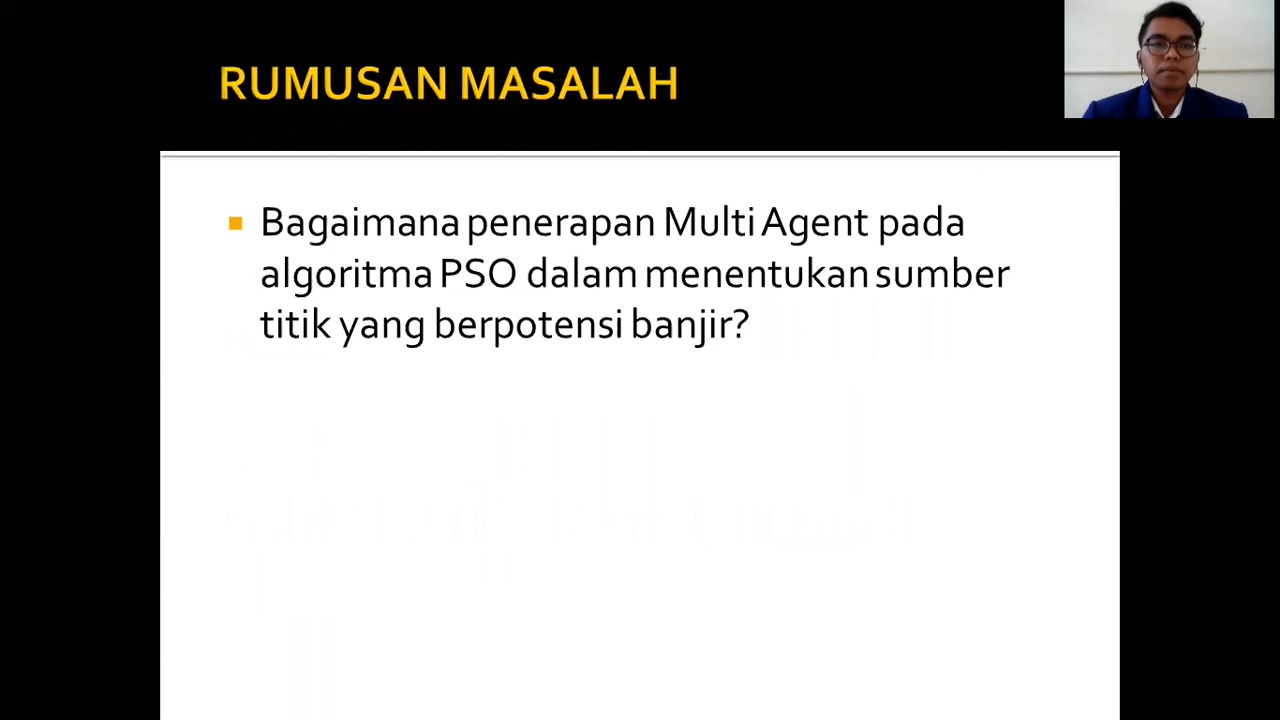 RUMUSAN MASALAH
Bagaimana penerapan Multi Agent pada
algoritma PSO dalam menentukan sumber
titik yang berpotensi banjir?